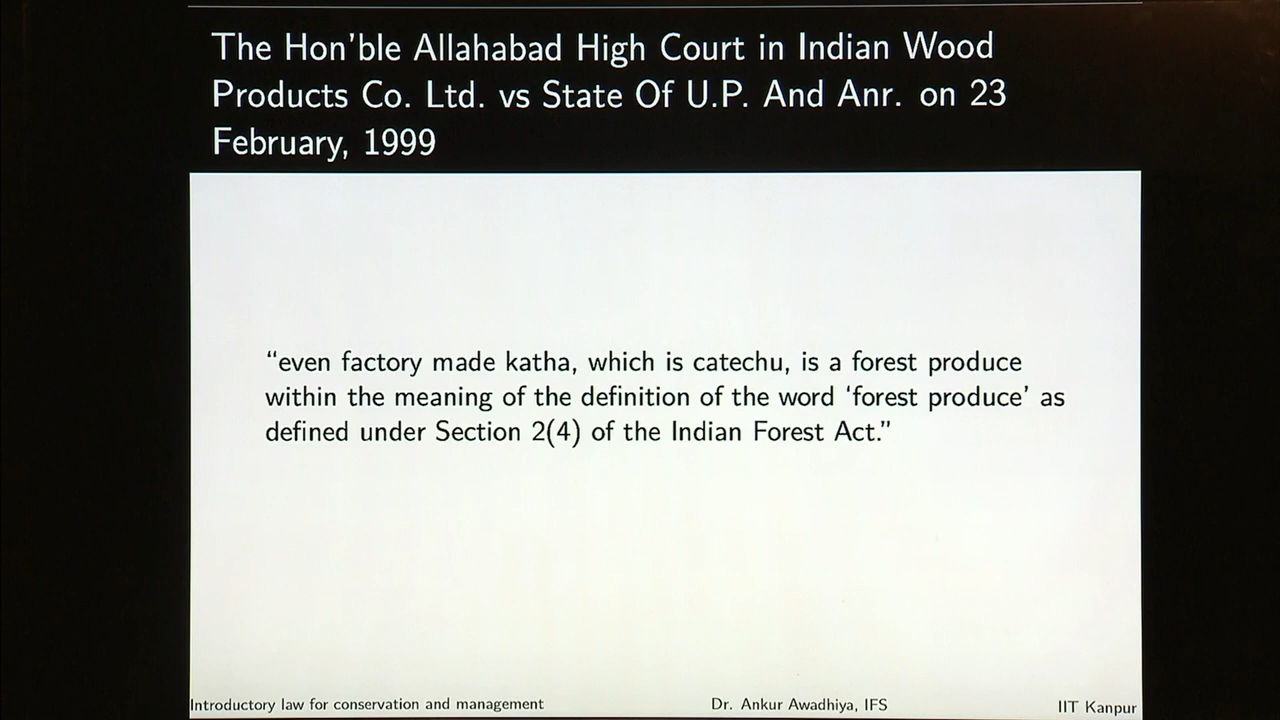 The Hon'ble Allahabad High Court in Indian Wood
Products Co. Ltd. vs State Of U.P. And Anr. on 23
February, 1999
“even factory made katha, which is catechu, is a forest produce
within the meaning of the definition of the word ‘forest produce’ as
defined under Section 2(4) of the Indian Forest Act.”
Introductory law for conservation and management Dr. Ankur Awadhiya, IFS IIT Kanpur